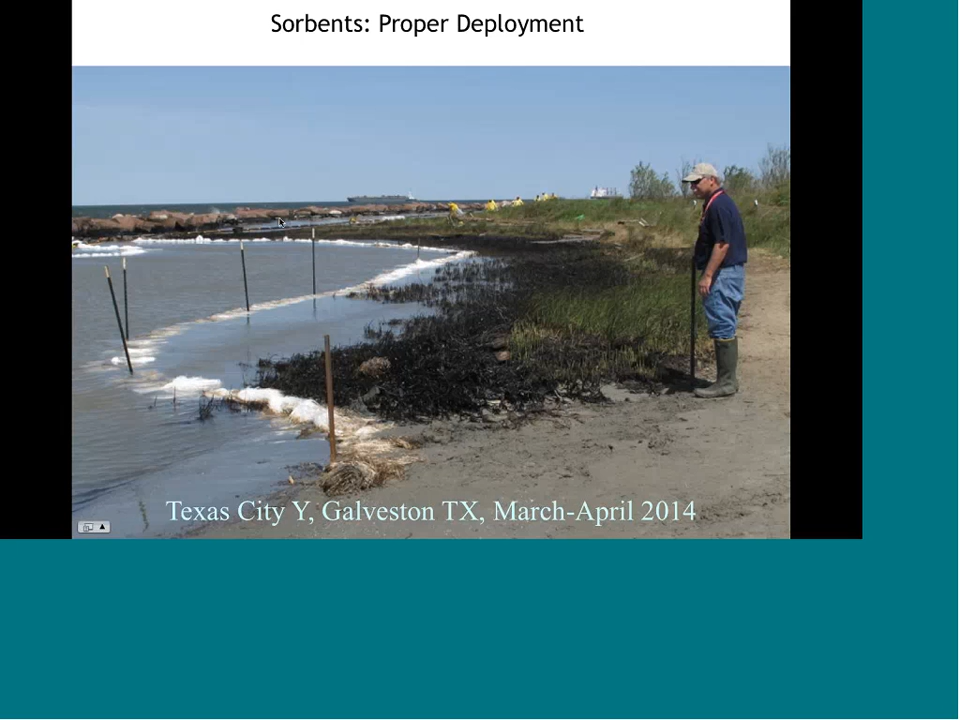 Sorbents: Proper Deployment
Texas City Y, Galveston TX, March-April 2014